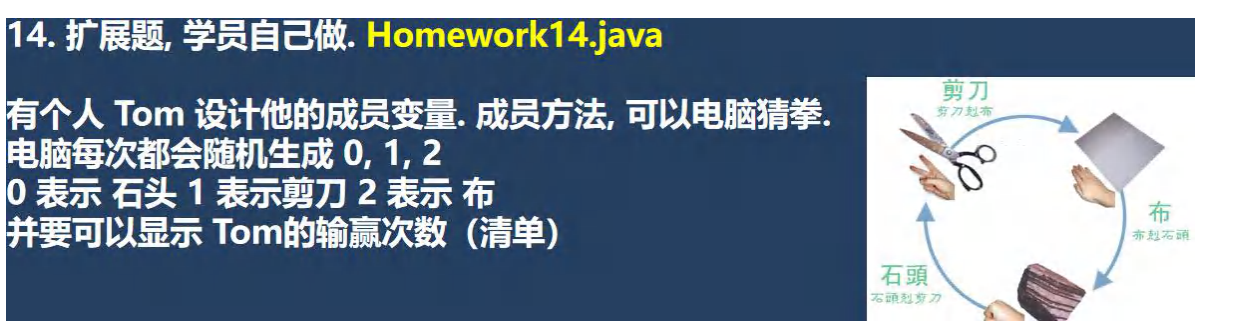 14. 扩展题, 学员自己做. Homework14.java
有个人 Tom 设计他的成员变量. 成员方法, 可以电脑猜拳.
电脑每次都会随机生成 0, 1, 2
0 表示 石头 1 表示剪刀 2 表示 布
并要可以显示 Tom的输赢次数（清单）
剪刀
剪刀剋布
布
布剋石頭
石頭
石頭剋剪刀